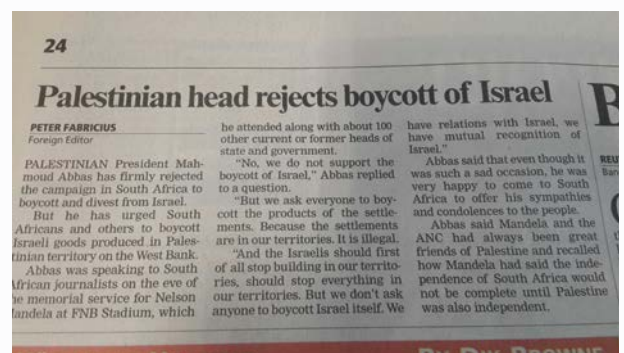 24
Palestinian head rejects boycott of Israel
PETER FABRICIUS
Foreign Editor
PALESTINIAN President Mah-
moud Abbas has firmly rejected
the campaign in South Africa to
boycott and divest from Israel.
But he has urged South
Africans and others to boycott
Israeli goods produced in Pales-
tinian territory on the West Bank.
Abbas was speaking to South
African journalists on the eve of
he memorial service for Nelson
andela at FNB Stadium, which
he attended along with about 100
other current or former heads of
state and government.
"No, we do not support the
boycott of Israel," Abbas replied
to a question.
"But we ask everyone to boy-
cott the products of the settle-
ments. Because the settlements
are in our territories. It is illegal.
"And the Israelis should first
of all stop building in our territo-
ries, should stop everything in
our territories. But we don't ask
anyone to boycott Israel itself. We
have relations with Israel, we
have mutual recognition of
Israel."
Abbas said that even though it
was such a sad occasion, he was
very happy to come to South
Africa to offer his sympathies
and condolences to the people.
Abbas said Mandela and the
ANC had always been great
friends of Palestine and recalled
how Mandela had said the inde-
pendence of South Africa would
not be complete until Palestine
was also independent.
B
REU
Ban